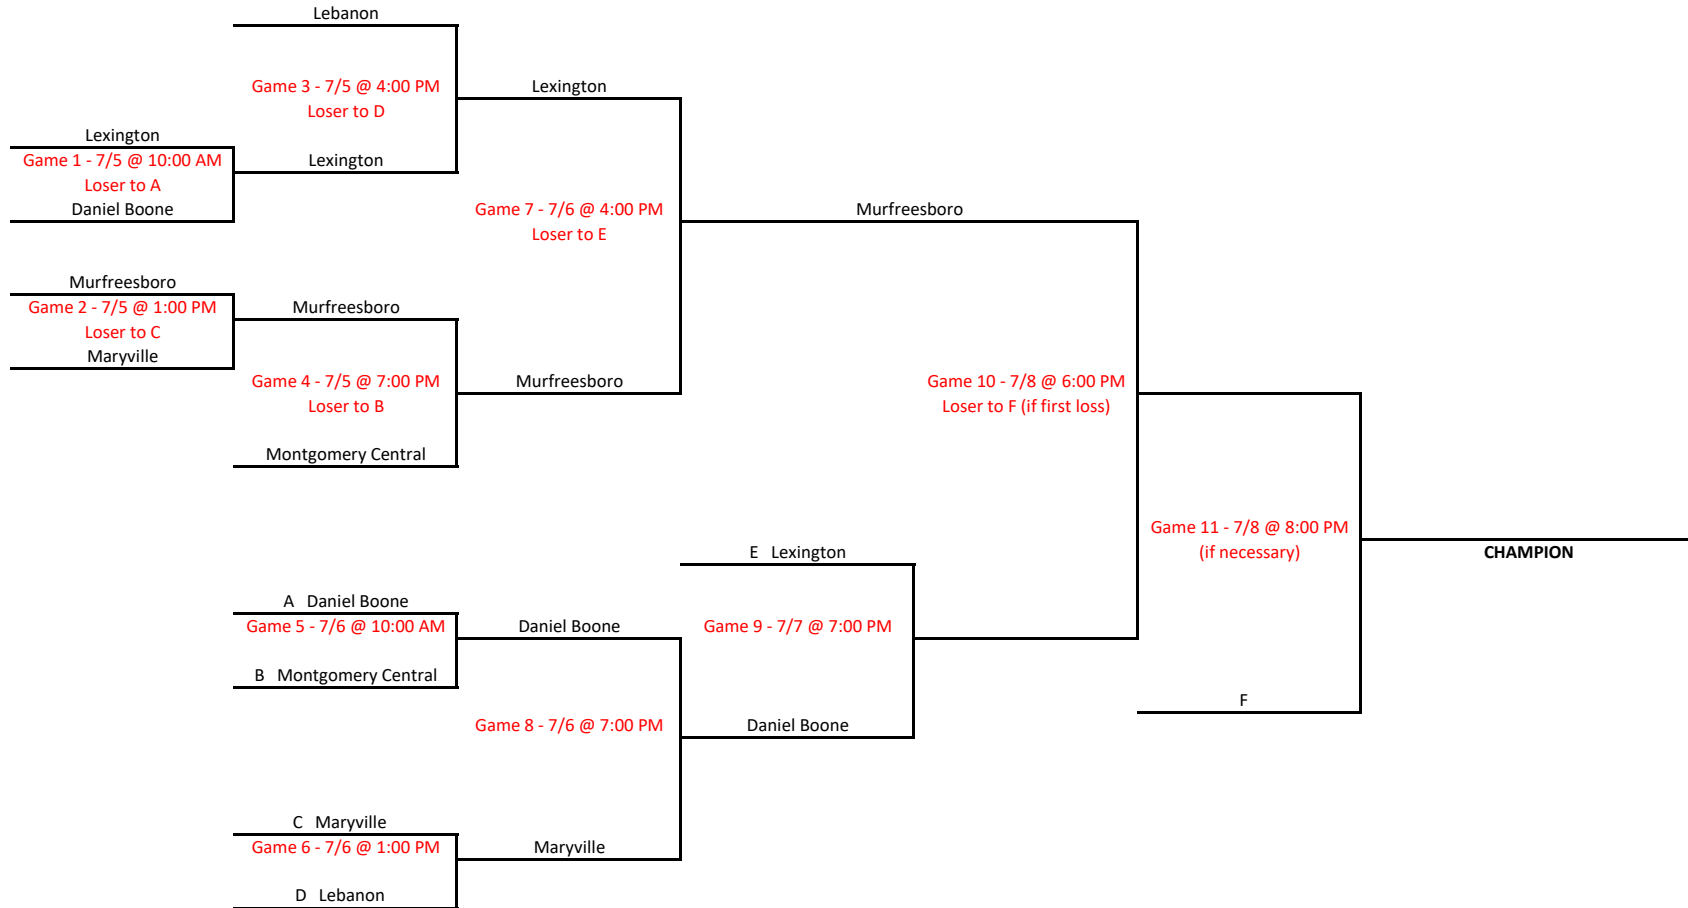 Lebanon
Game 3 - 7/5 @ 4:00 PM
Loser to D
Lexington
Lexington
Game 1 - 7/5 @ 10:00 AM
Loser to A
Daniel Boone
Lexington
Game 7 - 7/6 @ 4:00 PM
Loser to E
Murfreesboro
Murfreesboro
Game 2 - 7/5 @ 1:00 PM
Loser to C
Maryville
Murfreesboro
Game 4 - 7/5 @ 7:00 PM
Loser to B
Murfreesboro
Montgomery Central
Game 10 - 7/8 @ 6:00 PM
Loser to F (if first loss)
Game 11 - 7/8 @ 8:00 PM
(if necessary)
CHAMPION
E Lexington
A Daniel Boone
Game 5 - 7/6 @ 10:00 AM
B Montgomery Central
Daniel Boone
Game 9 - 7/7 @ 7:00 PM
F
Game 8 - 7/6 @ 7:00 PM
Daniel Boone
C Maryville
Game 6 - 7/6 @ 1:00 PM
D Lebanon
Maryville